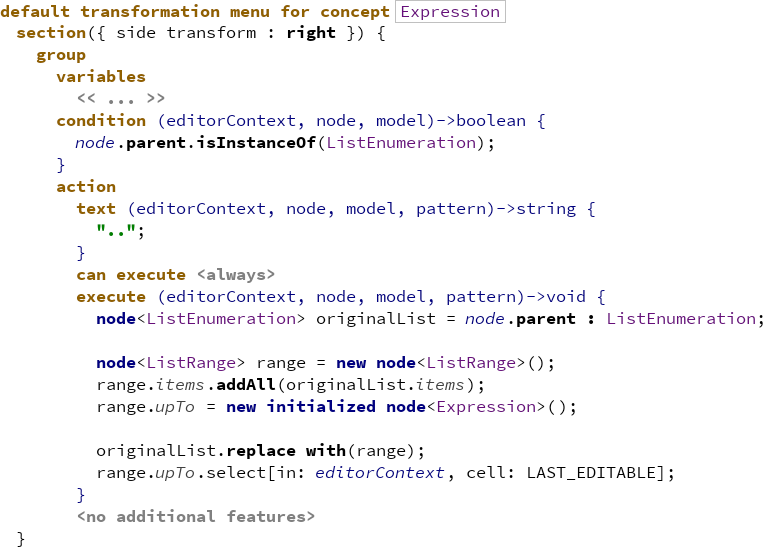 default transformation menu for concept Expression
section({ side transform : right }) {
group
variables
<< ... >>
condition (editorContext, node, model)->boolean {
node.parent.isInstanceOf(ListEnumeration);
}
action
text (editorContext, node, model, pattern)->string {
"..";
}
can execute <always>
execute (editorContext, node, model, pattern)->void {
node<ListEnumeration> originalList = node.parent : ListEnumeration;
node<ListRange> range = new node<ListRange>();
range.items.addAll(originalList.items);
range.upTo = new initialized node<Expression>();
originalList.replace with(range);
range.upTo.select[in: editorContext, cell: LAST_EDITABLE];
}
<no additional features>
}